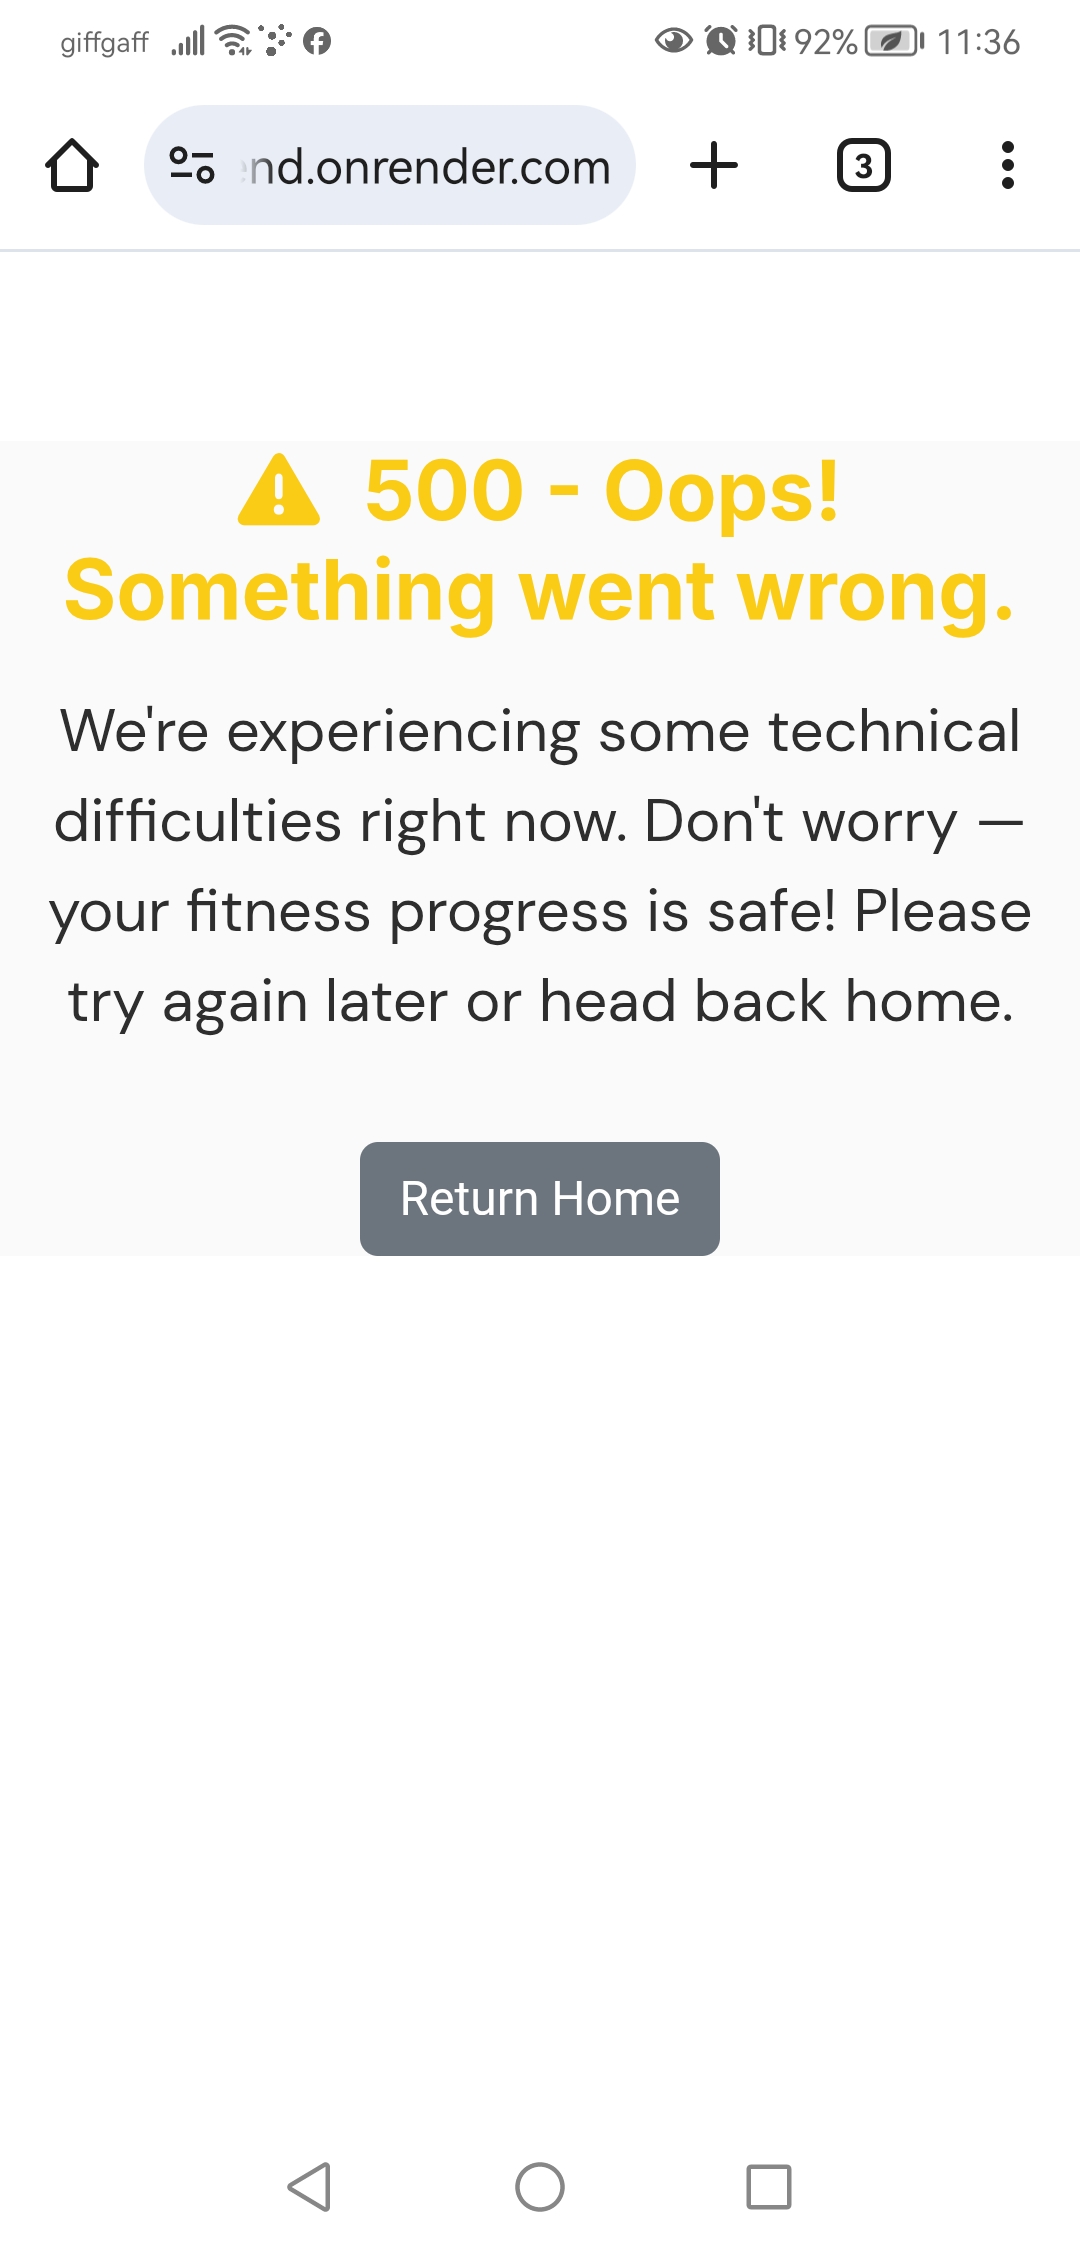 giffgaff 92% 11:36
nd.onrender.com 3
500 - Oops!
Something went wrong.
We're experiencing some technical
difficulties right now. Don't worry —
your fitness progress is safe! Please
try again later or head back home.
Return Home